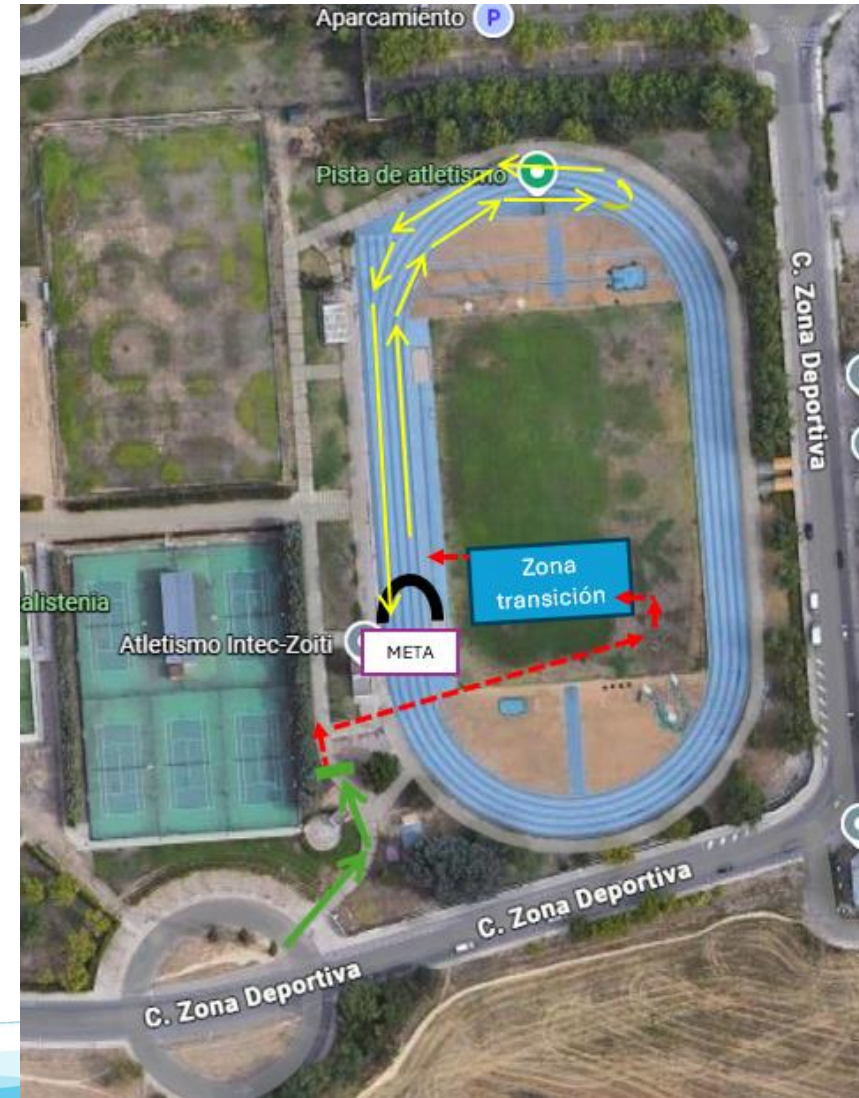 Aparcamiento P
Pista de atletismo
C. Zona Deportiva
Zona
transición
alistenia
Atletismo Intec-Zoiti
META
C. Zona Deportiva
C. Zona Deportiva